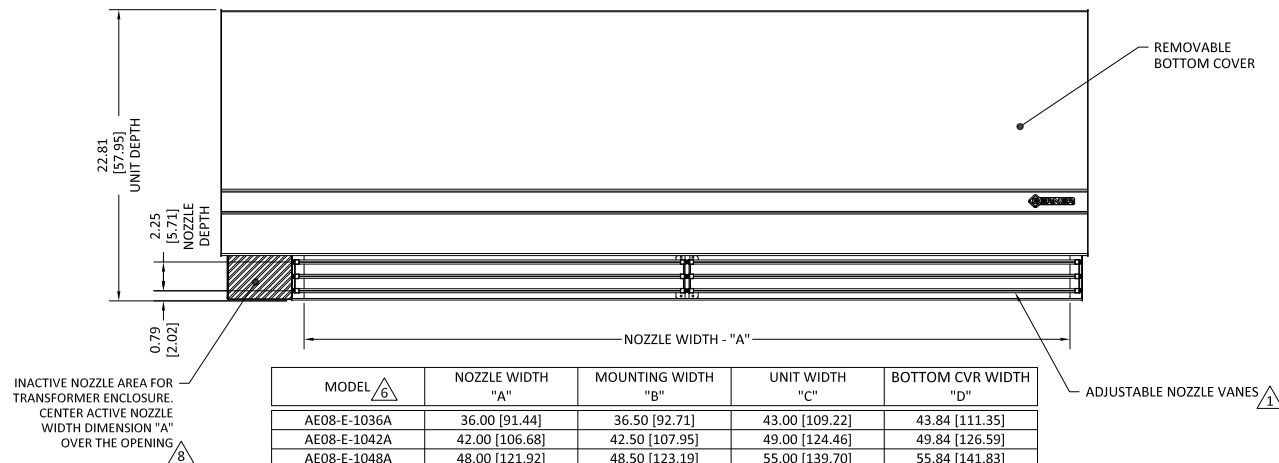 REMOVABLE
BOTTOM COVER
22.81
[57.95]
UNIT DEPTH
2.25
[5.71]
NOZZLE
DEPTH
0.79
[2.02]
NOZZLE WIDTH - "A"
INACTIVE NOZZLE AREA FOR
TRANSFORMER ENCLOSURE.
CENTER ACTIVE NOZZLE
WIDTH DIMENSION "A"
OVER THE OPENING
8
ADJUSTABLE NOZZLE VANES 1
MODEL 6 NOZZLE WIDTH "A" MOUNTING WIDTH "B" UNIT WIDTH "C" BOTTOM CVR WIDTH "D"
AE08-E-1036A 36.00 [91.44] 36.50 [92.71] 43.00 [109.22] 43.84 [111.35]
AE08-E-1042A 42.00 [106.68] 42.50 [107.95] 49.00 [124.46] 49.84 [126.59]
AE08-E-1048A 48.00 [121.92] 48.50 [123.19] 55.00 [139.70] 55.84 [141.83]